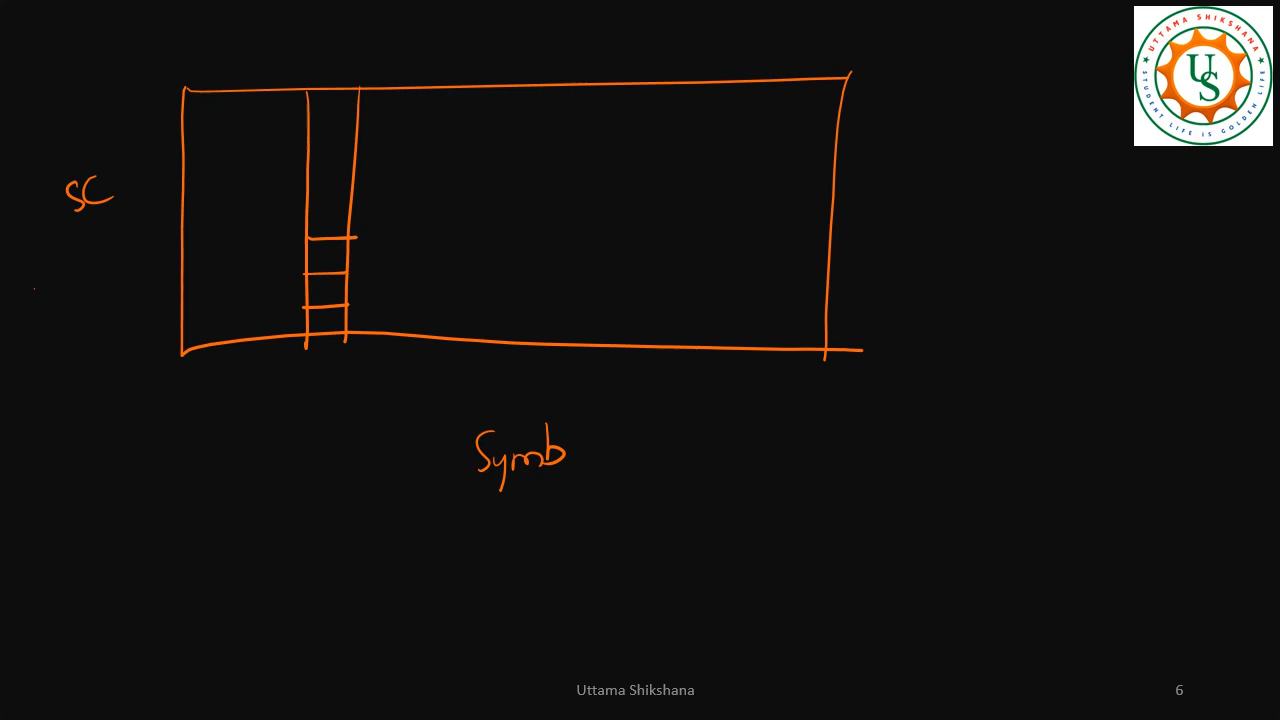 UTTAMA SHIKSHANA
US
STUDENT LIFE IS GOLDEN LIFE
SC
Symb
Uttama Shikshana
6